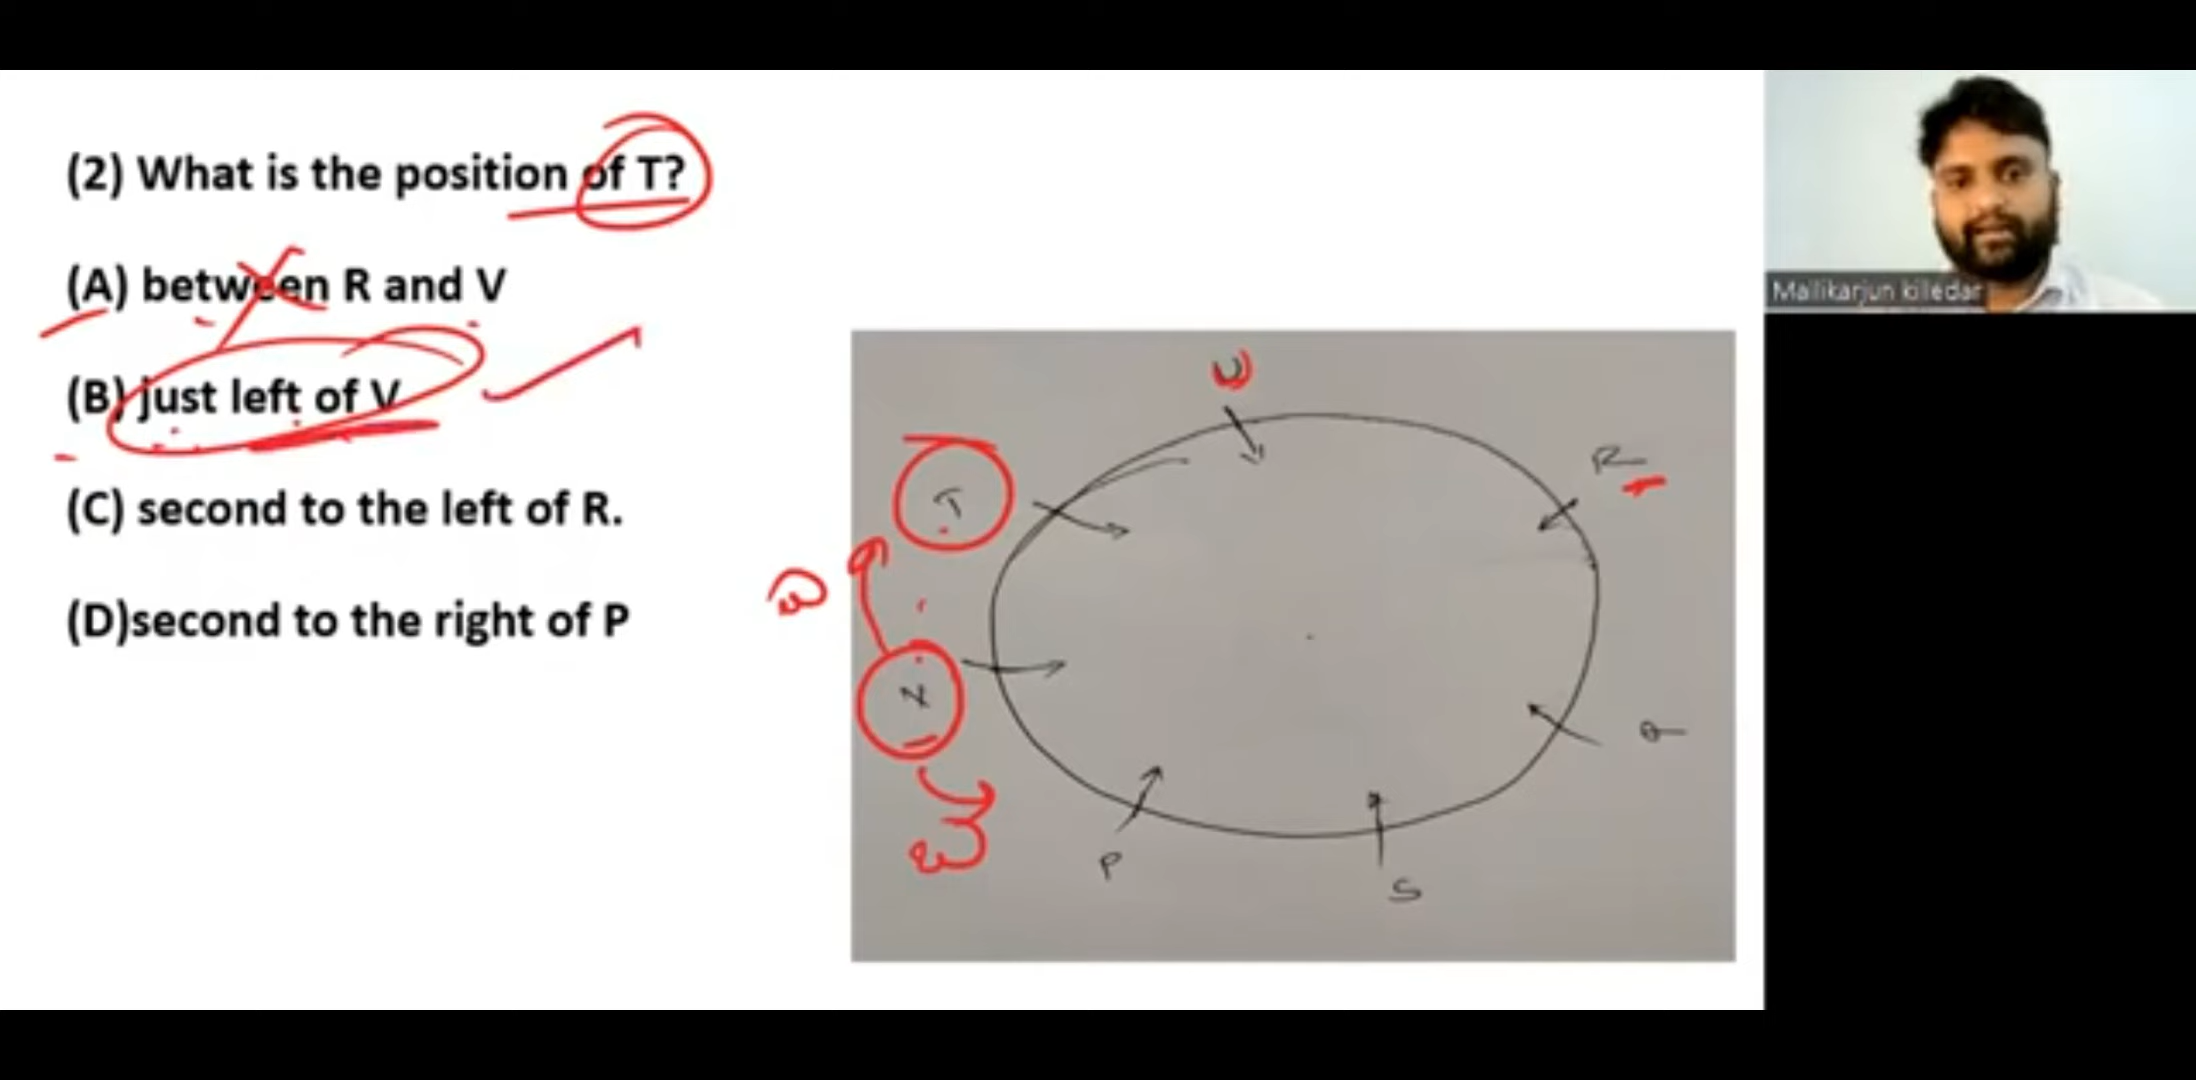 (2) What is the position of T?
(A) between R and V
(B) just left of V
(C) second to the left of R.
(D)second to the right of P
Mallikarjun killedar
U
R
T
ಎ
V
Q
ಬ
P
S